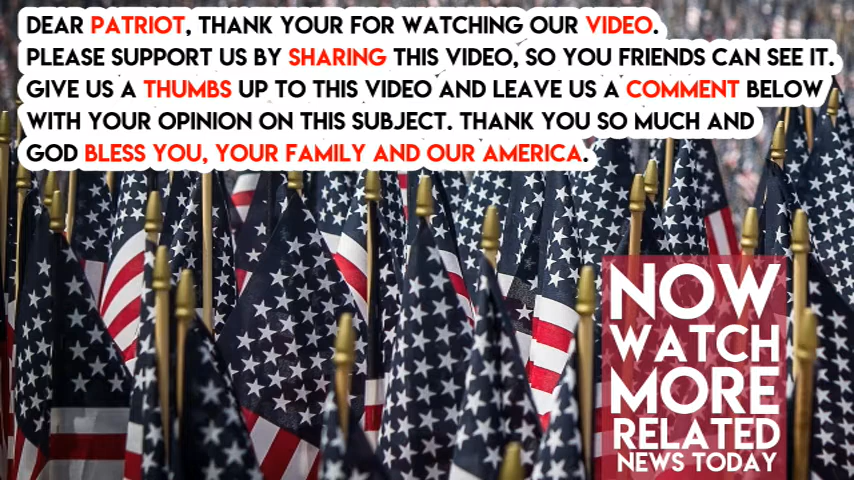 DEAR PATRIOT, THANK YOUR FOR WATCHING OUR VIDEO.
PLEASE SUPPORT US BY SHARING THIS VIDEO, SO YOU FRIENDS CAN SEE IT.
GIVE US A THUMBS UP TO THIS VIDEO AND LEAVE US A COMMENT BELOW
WITH YOUR OPINION ON THIS SUBJECT. THANK YOU SO MUCH AND
GOD BLESS YOU, YOUR FAMILY AND OUR AMERICA.
NOW
WATCH
MORE
RELATED
NEWS TODAY